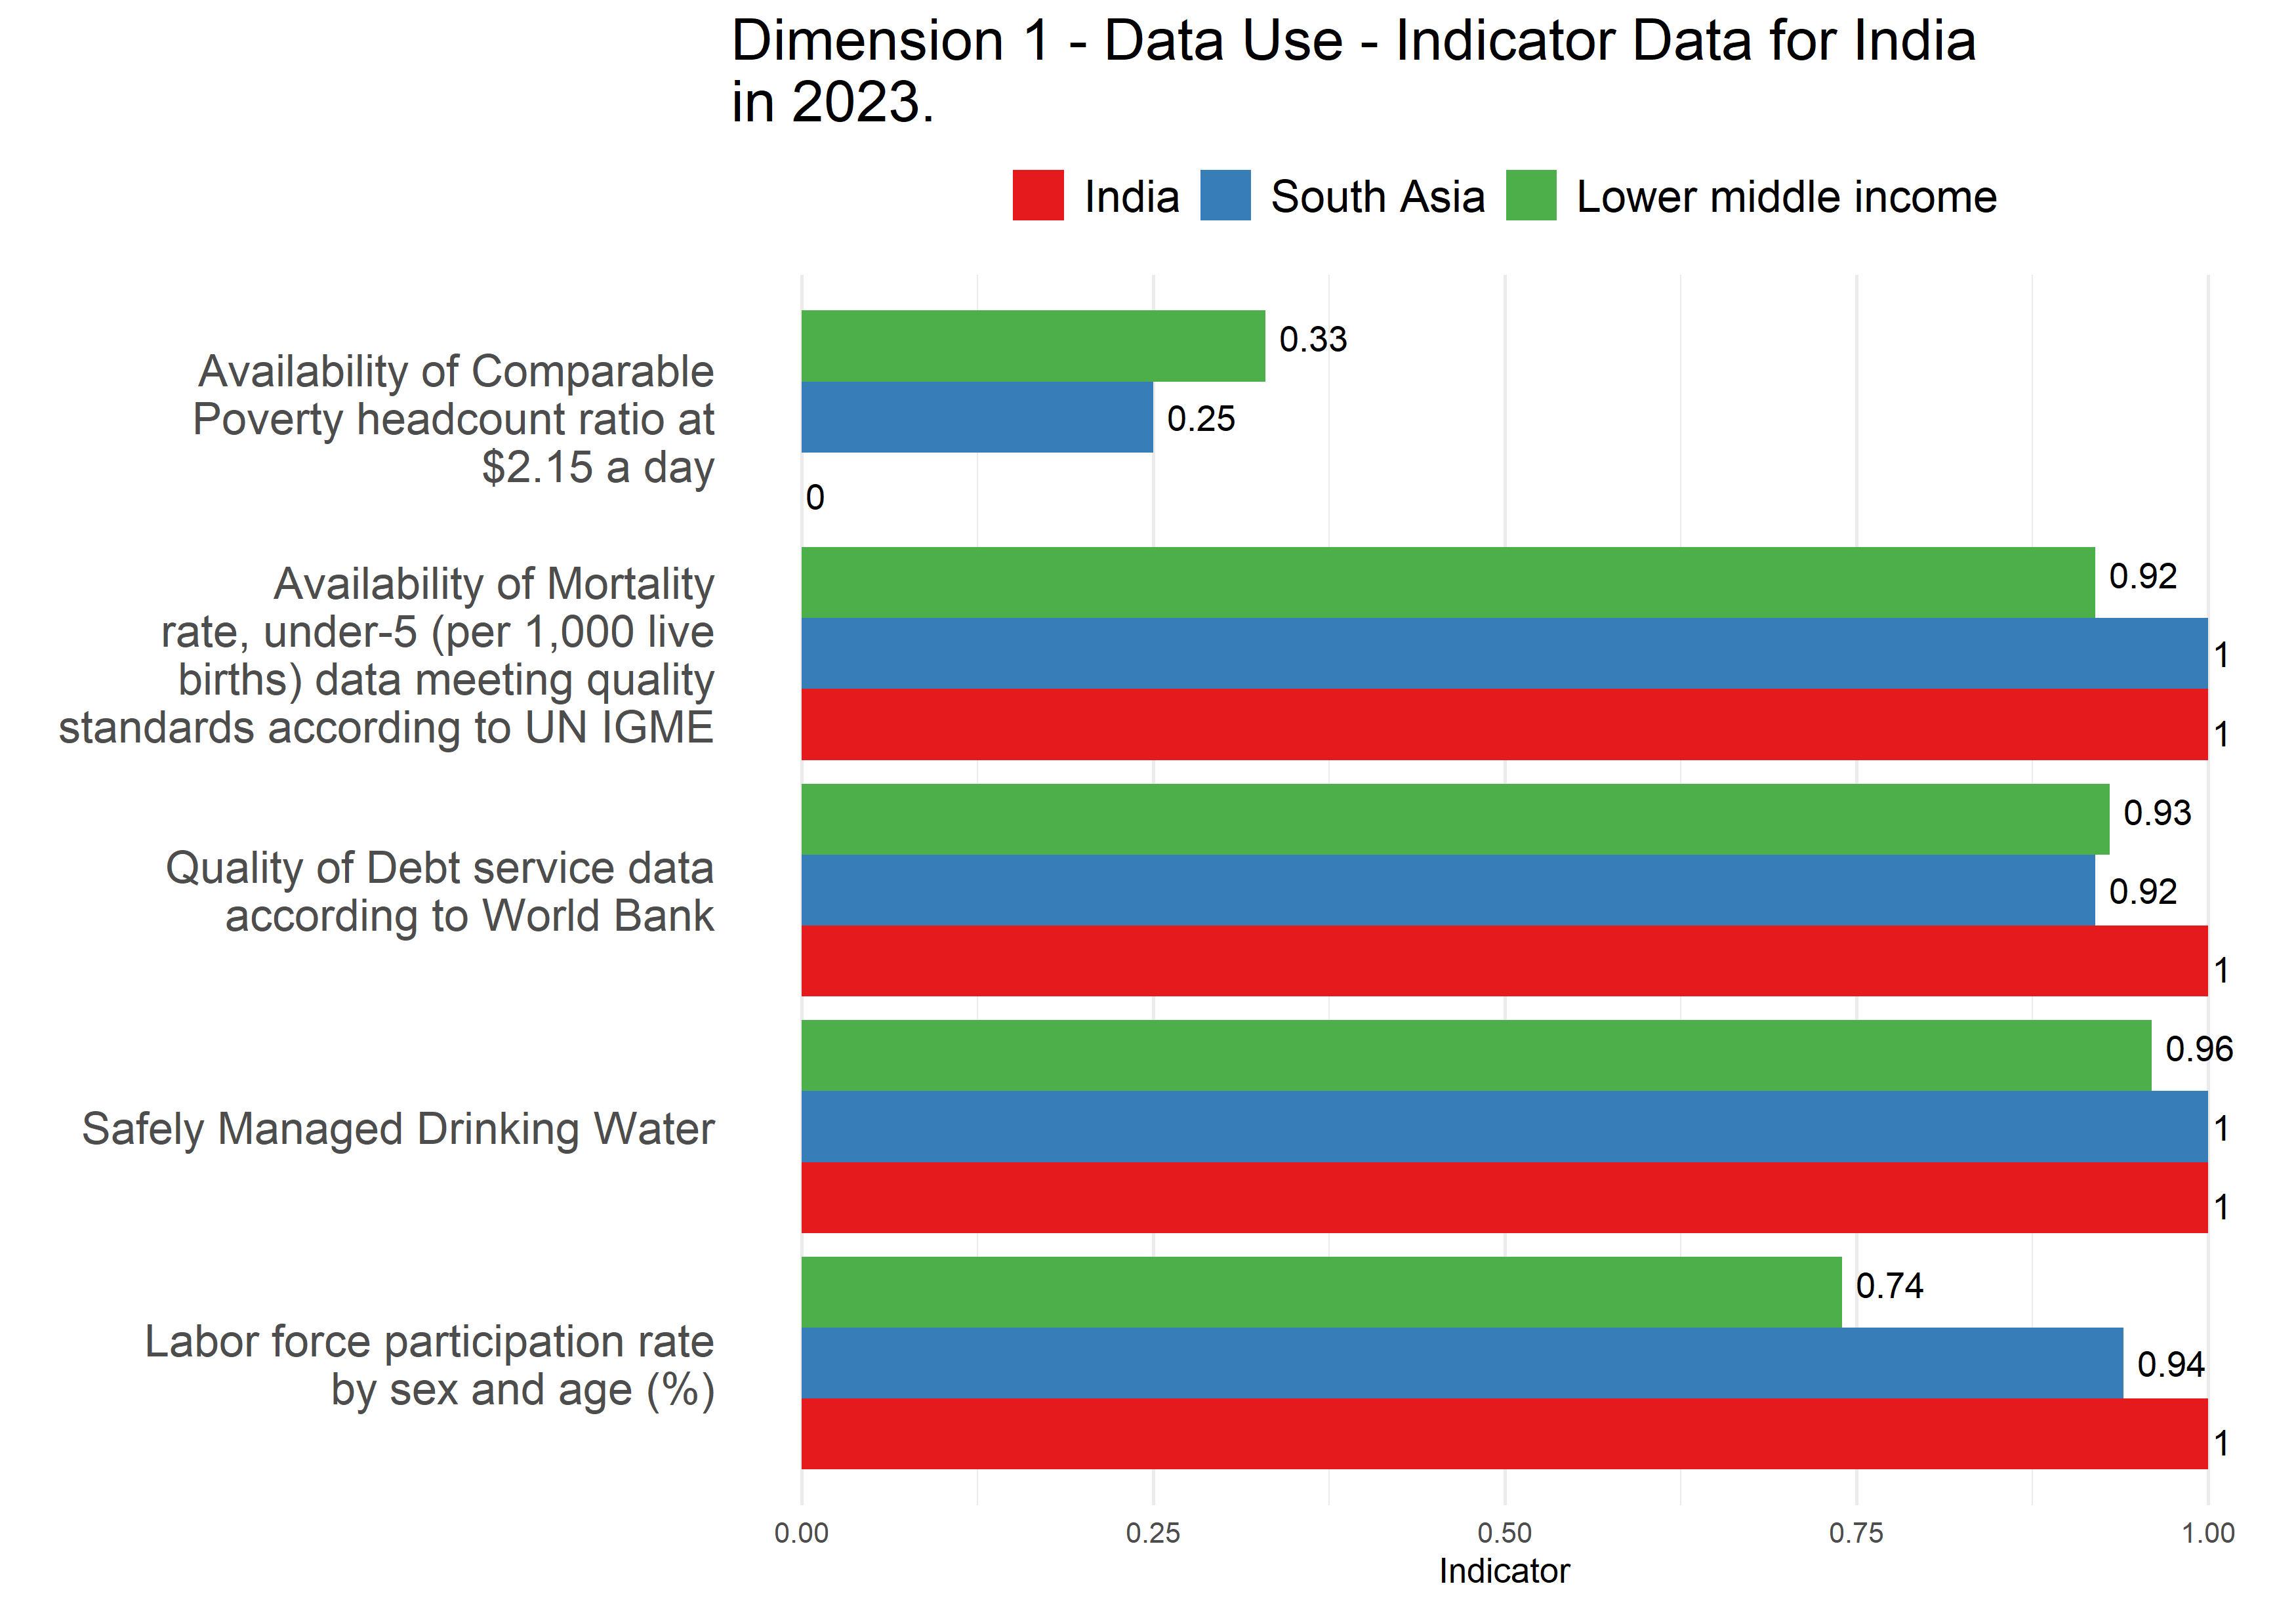 Dimension 1 - Data Use - Indicator Data for India
in 2023.
India
South Asia
Lower middle income
Availability of Comparable
Poverty headcount ratio at
$2.15 a day
0.33
0.25
0
Availability of Mortality
rate, under-5 (per 1,000 live
births) data meeting quality
standards according to UN IGME
0.92
1
1
Quality of Debt service data
according to World Bank
0.93
0.92
1
Safely Managed Drinking Water
0.96
1
1
Labor force participation rate
by sex and age (%)
0.74
0.94
1
0.00
0.25
0.50
0.75
1.00
Indicator